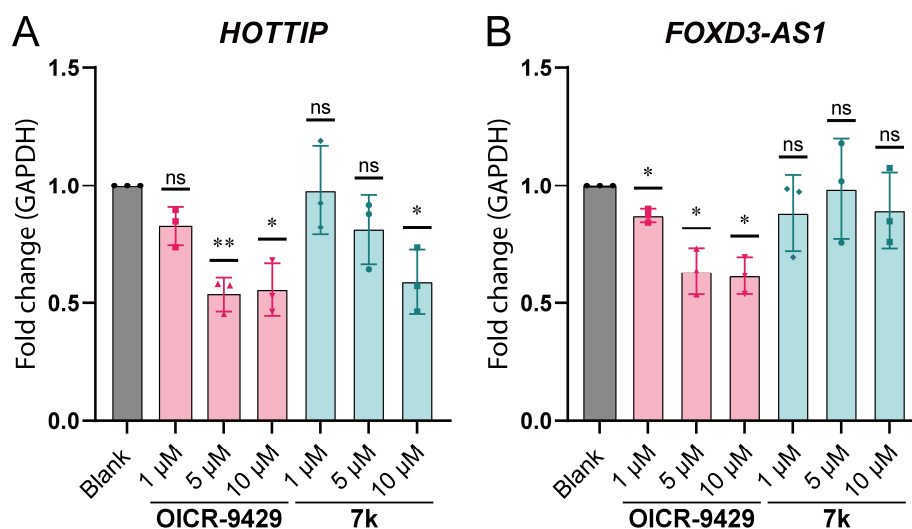 A HOTTIP
Fold change (GAPDH)
1.5
1.0
0.5
0.0
ns
**
*
ns
ns
*
Blank
1 μM
5 μM
10 μM
1 μM
5 μM
10 μM
OICR-9429
7k
B FOXD3-AS1
Fold change (GAPDH)
1.5
1.0
0.5
0.0
*
*
*
ns
ns
ns
Blank
1 μM
5 μM
10 μM
1 μM
5 μM
10 μM
OICR-9429
7k